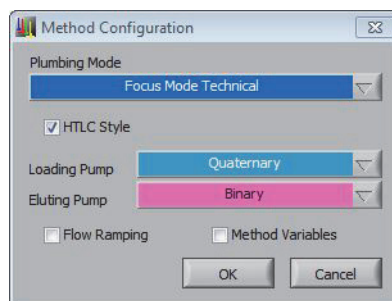 Method Configuration
Plumbing Mode
Focus Mode Technical
HTLC Style
Loading Pump Quaternary
Eluting Pump Binary
Flow Ramping Method Variables
OK Cancel